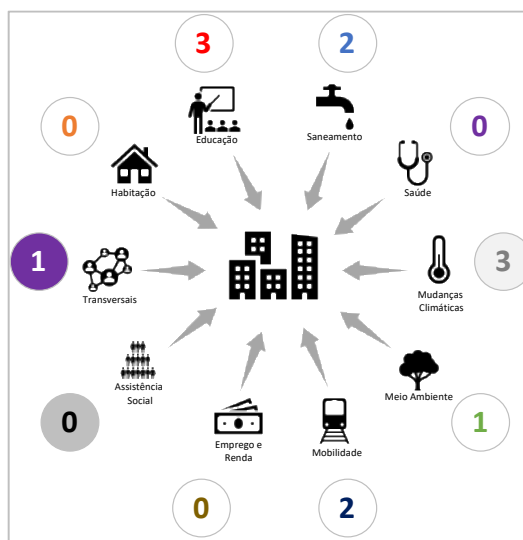 3
2
0
Educação
Saneamento
0
Habitação
Saúde
1
Transversais
3
Mudanças
Climáticas
Assistência
Social
Meio Ambiente
0
Emprego e
Renda
Mobilidade
1
0
2